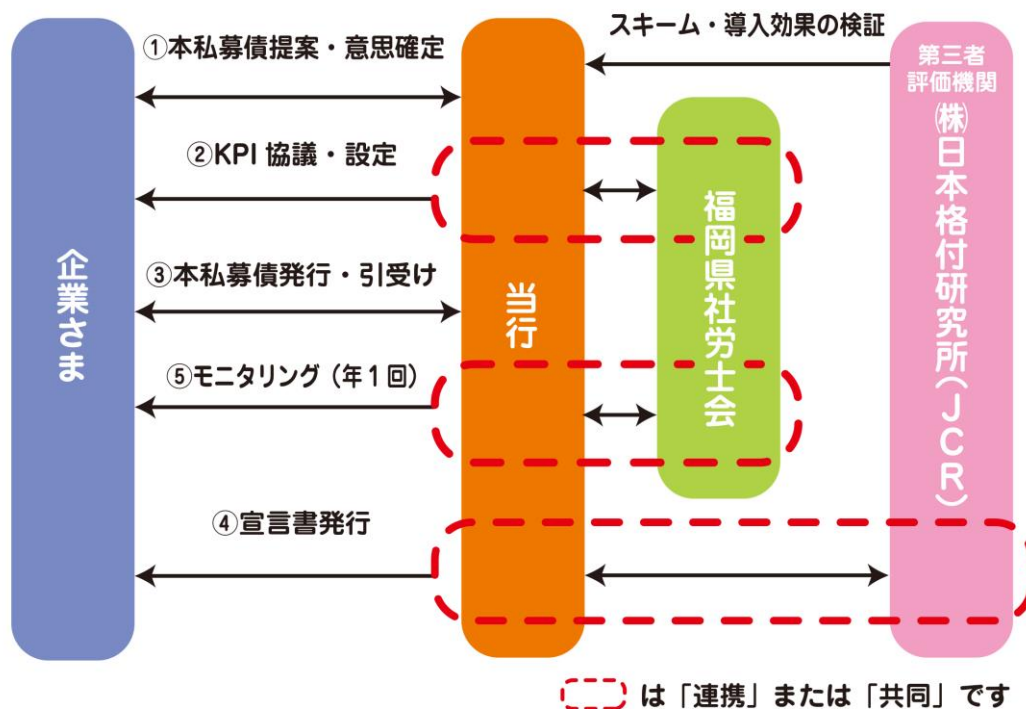 スキーム・導入効果の検証
①本私募債提案・意思確定
②KPI 協議・設定
③本私募債発行・引受け
⑤モニタリング（年１回）
④宣言書発行
企業さま
当行
福岡県社労士会
第三者
評価機関
㈱日本格付研究所（ＪＣＲ）
は「連携」または「共同」です